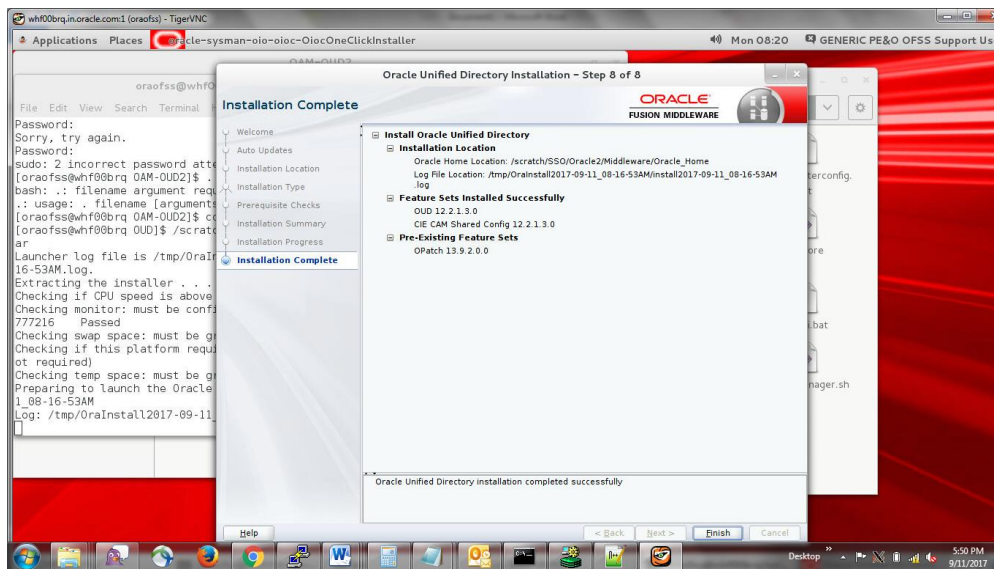 whf00brq.in.oracle.com:1 (oraofss) - TigerVNC
Applications Places oracle-sysman-oio-oioc-OiocOneClickInstaller
Mon 08:20 GENERIC PE&O OFSS Support Us
OAM-OUD2
oraofss@whf0
File Edit View Search Terminal
Password:
Sorry, try again.
Password:
sudo: 2 incorrect password atte
[oraofss@whf00brq OAM-OUD2]$ .
bash: .: filename argument requ
.: usage: . filename [arguments
[oraofss@whf00brq OAM-OUD2]$ cd
[oraofss@whf00brq OUD]$ /scratc
ar
Launcher log file is /tmp/OraIn
16-53AM.log.
Extracting the installer . . .
Checking if CPU speed is above
Checking monitor: must be confi
777216 Passed
Checking swap space: must be gr
Checking if this platform requi
ot required)
Checking temp space: must be gr
Preparing to launch the Oracle
1_08-16-53AM
Log: /tmp/OraInstall2017-09-11_
Oracle Unified Directory Installation - Step 8 of 8
Installation Complete
ORACLE
FUSION MIDDLEWARE
Welcome
Auto Updates
Installation Location
Installation Type
Prerequisite Checks
Installation Summary
Installation Progress
Installation Complete
Install Oracle Unified Directory
Installation Location
Oracle Home Location: /scratch/SSO/Oracle2/Middleware/Oracle_Home
Log File Location: /tmp/OraInstall2017-09-11_08-16-53AM/install2017-09-11_08-16-53AM
.log
Feature Sets Installed Successfully
OUD 12.2.1.3.0
CIE CAM Shared Config 12.2.1.3.0
Pre-Existing Feature Sets
OPatch 13.9.2.0.0
Oracle Unified Directory installation completed successfully
Help
< Back Next > Finish Cancel
terconfig.
t
ore
i.bat
nager.sh
Desktop
5:50 PM
9/11/2017